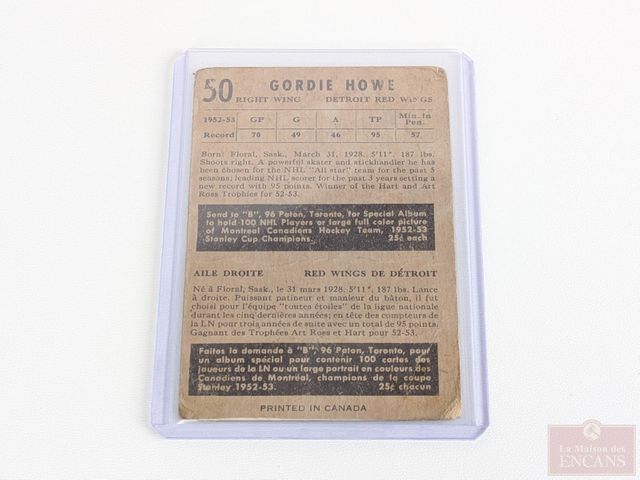 50 GORDIE HOWE
RIGHT WING DETROIT RED WINGS
1952-53 GP G A TP Min. in Pen.
Record 70 49 46 95 57
Born: Floral, Sask., March 31, 1928. 5'11", 187 lbs.
Shoots right. A powerful skater and stickhandler he
has been chosen for the NHL "All star" team for the past 5
seasons, leading NHL scorer for the past 3 years setting a
new record with 95 points. Winner of the Hart and Art
Ross Trophies for 52-53.
Send to "B", 96 Paton, Toronto, for Special Album
to hold 100 NHL Players or large full color picture
of Montreal Canadiens Hockey Team, 1952-53
Stanley Cup Champions. 25¢ each
AILE DROITE RED WINGS DE DÉTROIT
Né à Floral, Sask., le 31 mars 1928. 5'11", 187 lbs. Lance
à droite. Puissant patineur et manieur du bâton, il fut
choisi pour l'équipe "toutes étoiles" de la ligue nationale
durant les cinq dernières années; en tête des compteurs de
la LN pour trois années de suite avec un total de 95 points.
Gagnant des Trophées Art Ross et Hart pour 52-53.
Faites la demande à "B", 96 Paton, Toronto, pour
un album spécial pour contenir 100 cartes des
joueurs de la LN ou un large portrait en couleurs des
Canadiens de Montréal, champions de la coupe
Stanley 1952-53. 25¢ chacun
PRINTED IN CANADA
La Maison des
ENCANS